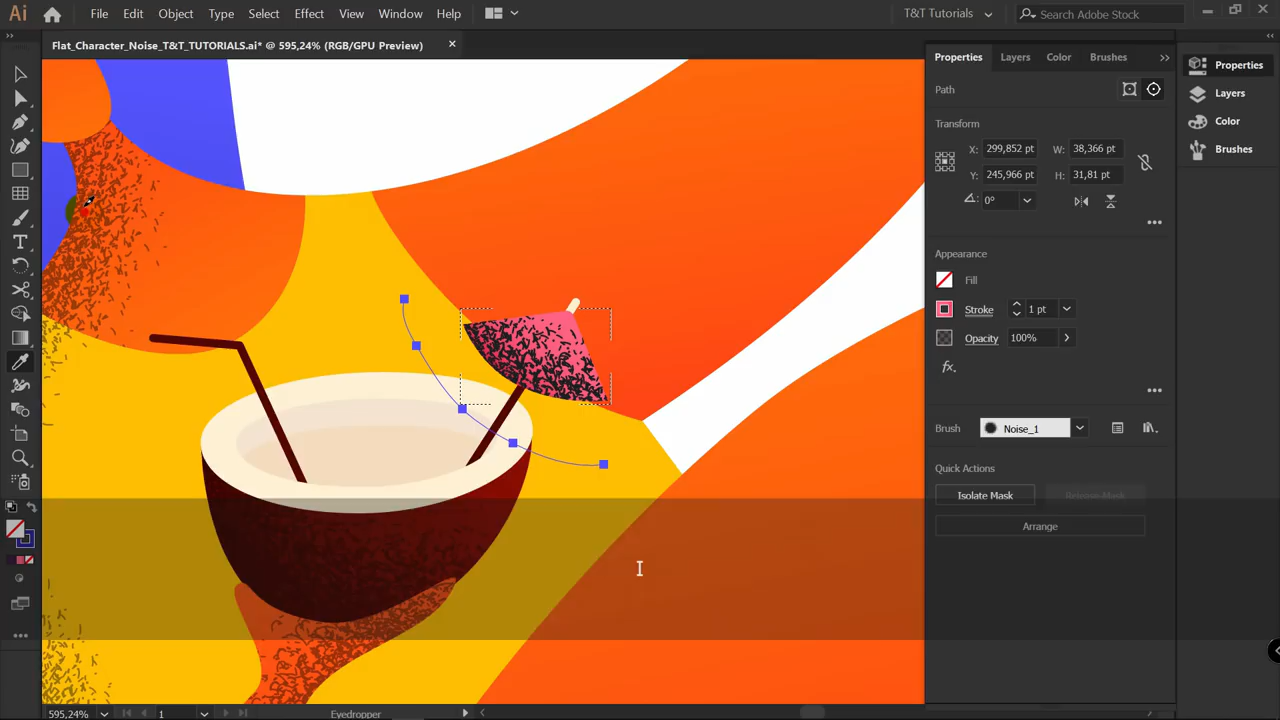 Ai File Edit Object Type Select Effect View Window Help T&T Tutorials Search Adobe Stock
Flat_Character_Noise_T&T_TUTORIALS.ai* @ 595,24% (RGB/GPU Preview)
Properties Layers Color Brushes
Properties
Layers
Color
Brushes
Path
Transform
X: 299,852 pt W: 38,366 pt
Y: 245,966 pt H: 31,81 pt
0°
Appearance
Fill
Stroke 1 pt
Opacity 100%
fx.
Brush Noise_1
Quick Actions
Isolate Mask Release Mask
Arrange
595,24% 1 Eyedropper